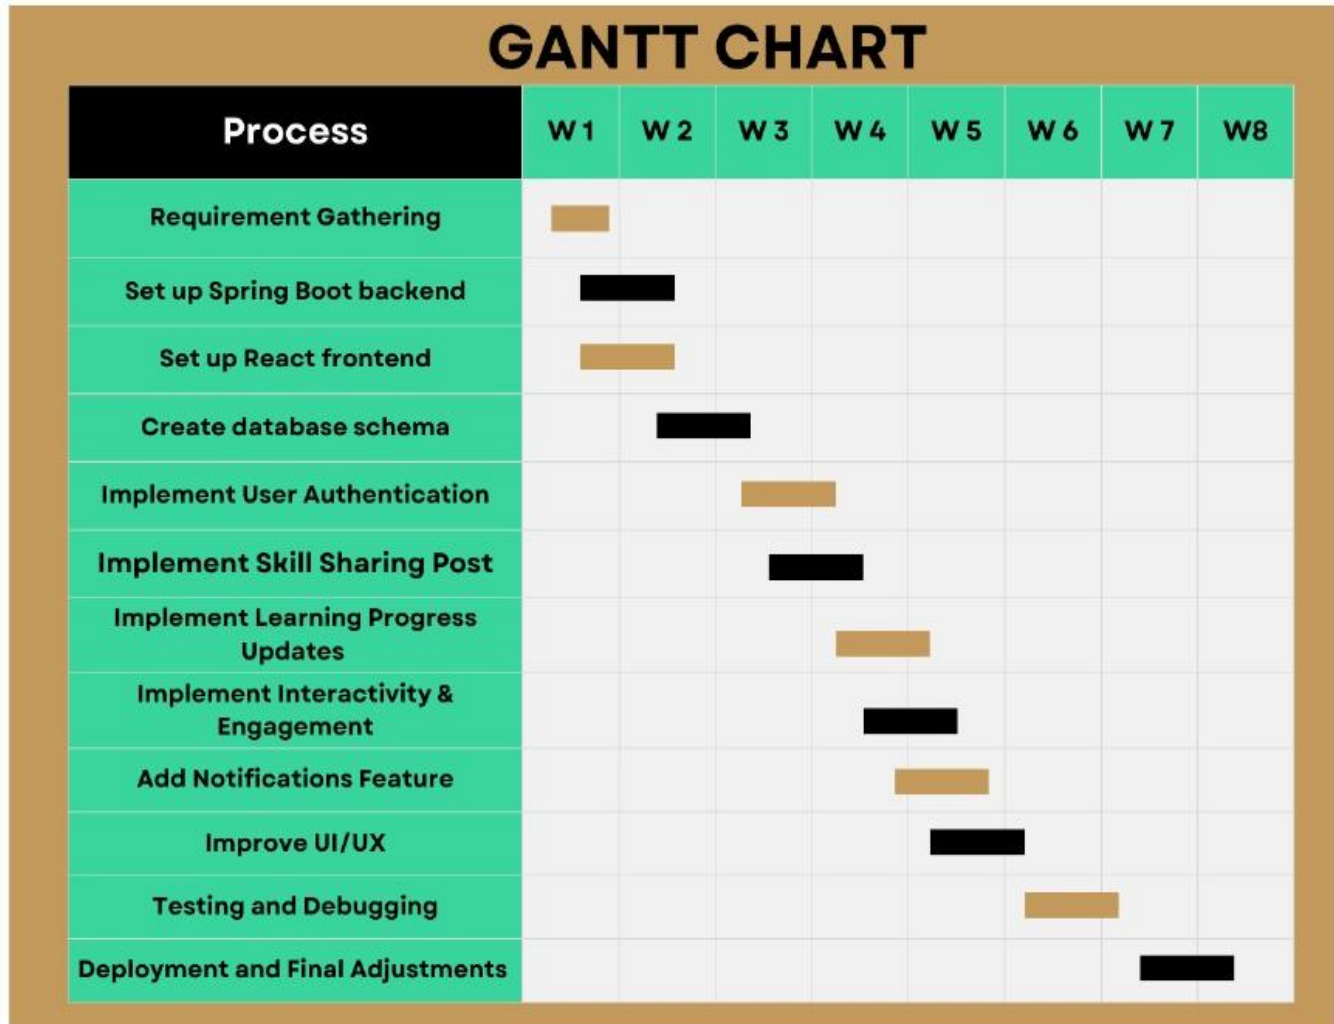 GANTT CHART
Process W 1 W 2 W 3 W 4 W 5 W 6 W 7 W8
Requirement Gathering
Set up Spring Boot backend
Set up React frontend
Create database schema
Implement User Authentication
Implement Skill Sharing Post
Implement Learning Progress
Updates
Implement Interactivity &
Engagement
Add Notifications Feature
Improve UI/UX
Testing and Debugging
Deployment and Final Adjustments